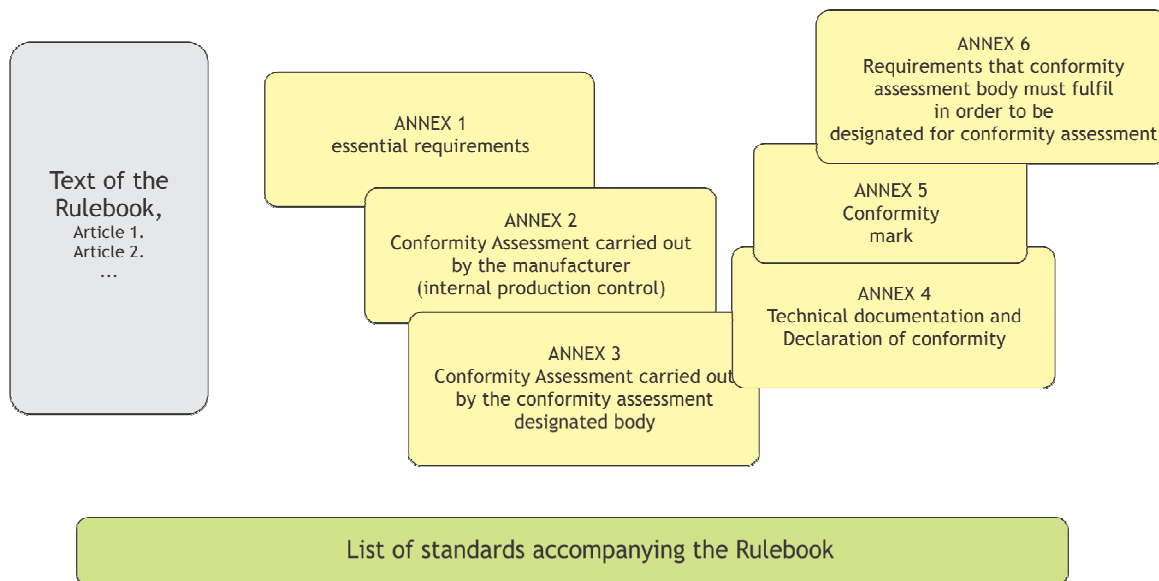 Text of the
Rulebook,
Article 1.
Article 2.
...
ANNEX 1
essential requirements
ANNEX 2
Conformity Assessment carried out
by the manufacturer
(internal production control)
ANNEX 3
Conformity Assessment carried out
by the conformity assessment
designated body
ANNEX 4
Technical documentation and
Declaration of conformity
ANNEX 5
Conformity
mark
ANNEX 6
Requirements that conformity
assessment body must fulfil
in order to be
designated for conformity assessment
List of standards accompanying the Rulebook